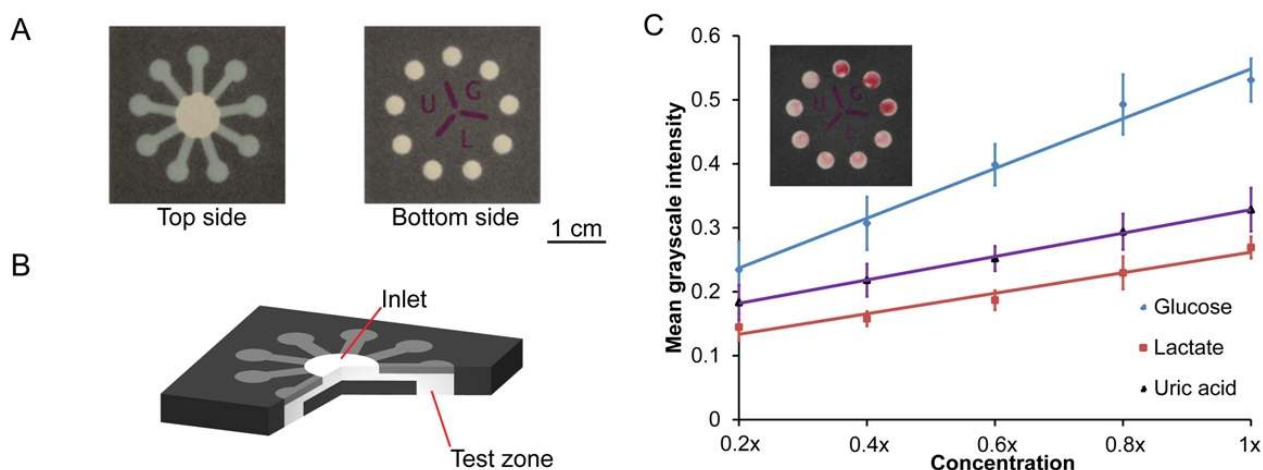 A
Top side
Bottom side
U
G
L
1 cm
B
Inlet
Test zone
C
Mean grayscale intensity
0.6
0.5
0.4
0.3
0.2
0.1
0
U
G
L
Glucose
Lactate
Uric acid
0.2x
0.4x
0.6x
0.8x
1x
Concentration